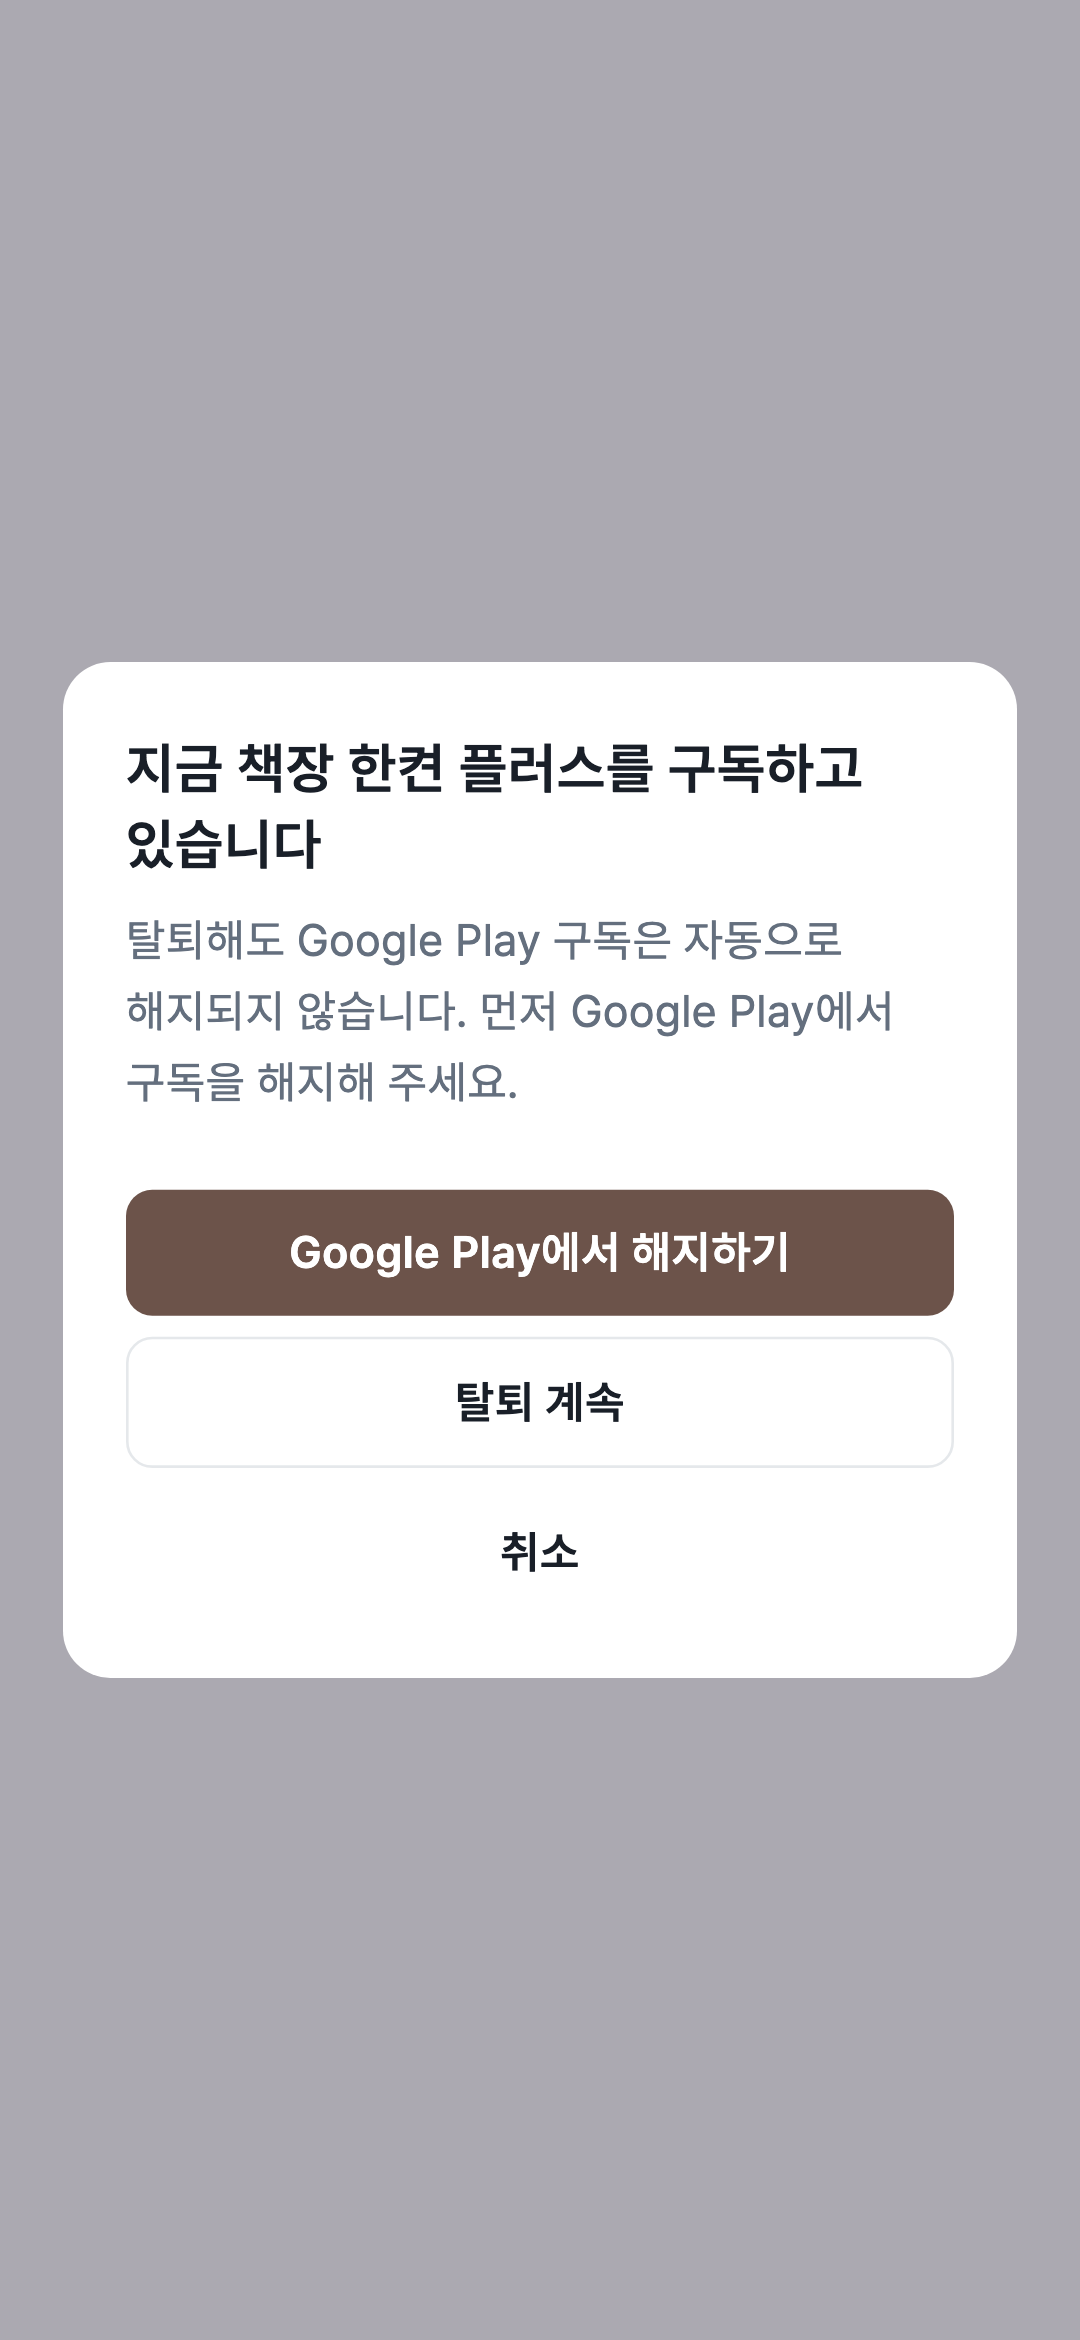 지금 책장 한켠 플러스를 구독하고
있습니다
탈퇴해도 Google Play 구독은 자동으로
해지되지 않습니다. 먼저 Google Play에서
구독을 해지해 주세요.
Google Play에서 해지하기
탈퇴 계속
취소